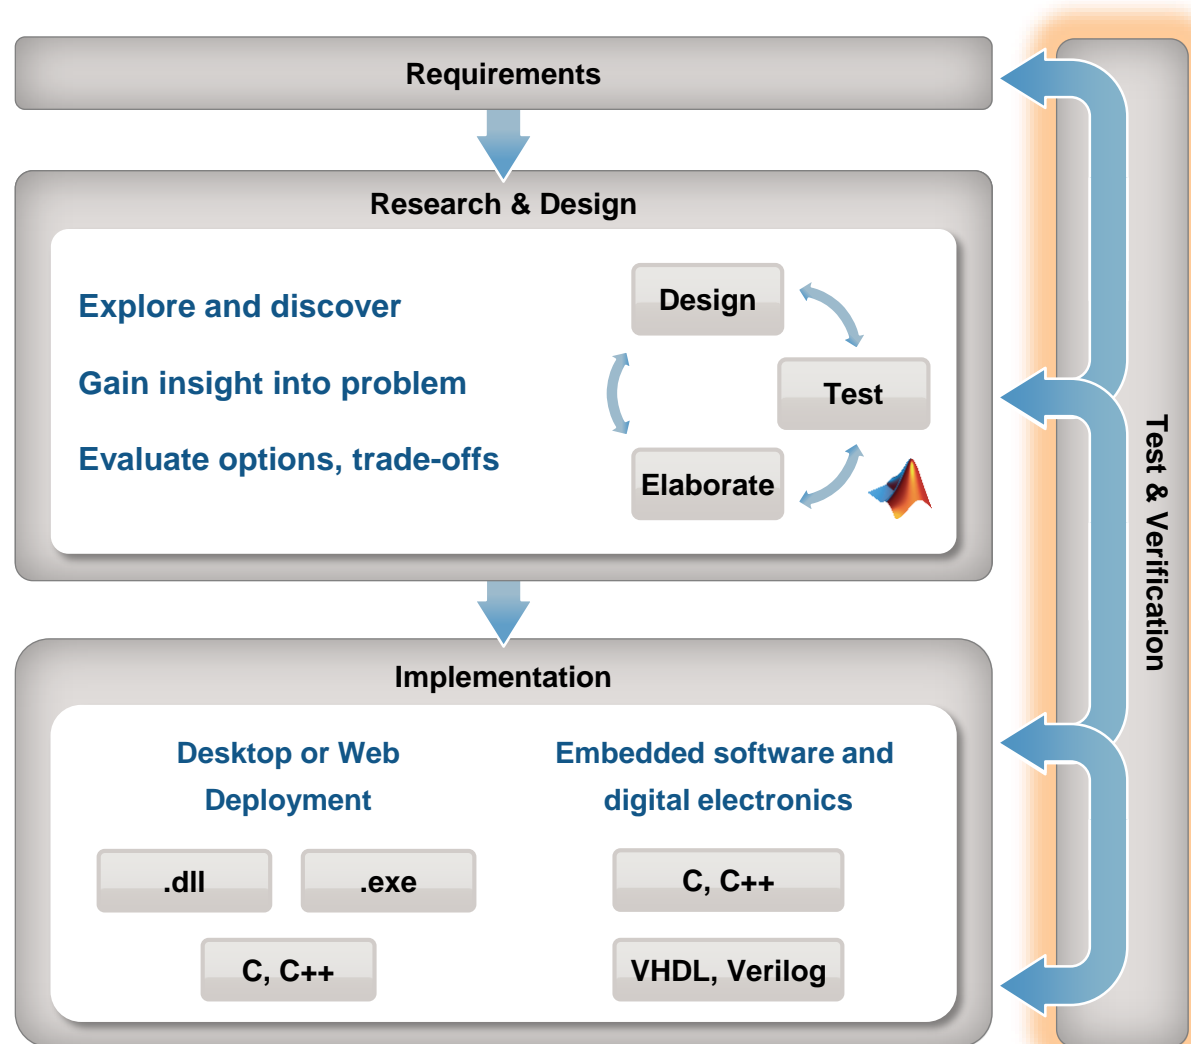 Requirements
Research & Design
Explore and discover
Gain insight into problem
Evaluate options, trade-offs
Design
Test
Elaborate
Implementation
Desktop or Web
Deployment
.dll
.exe
C, C++
Embedded software and
digital electronics
C, C++
VHDL, Verilog
Test & Verification